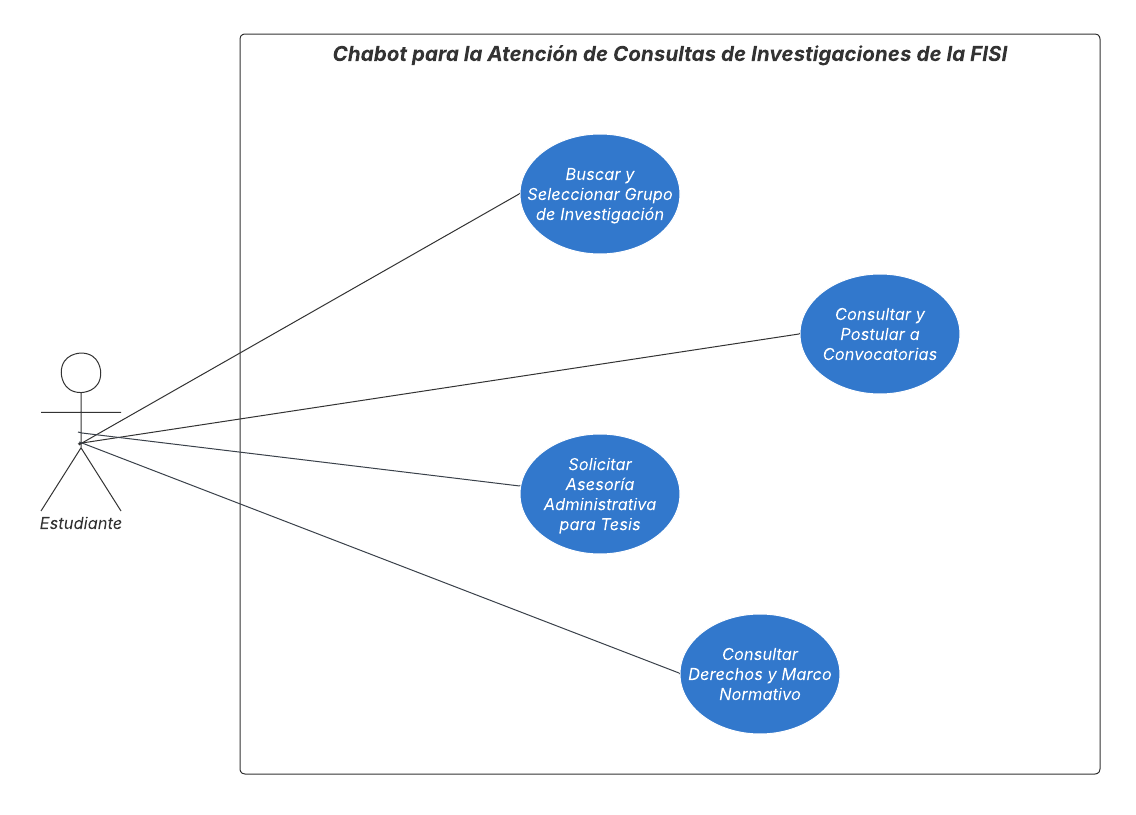 Chabot para la Atención de Consultas de Investigaciones de la FISI
Buscar y
Seleccionar Grupo
de Investigación
Consultar y
Postular a
Convocatorias
Solicitar
Asesoría
Administrativa
para Tesis
Estudiante
Consultar
Derechos y Marco
Normativo